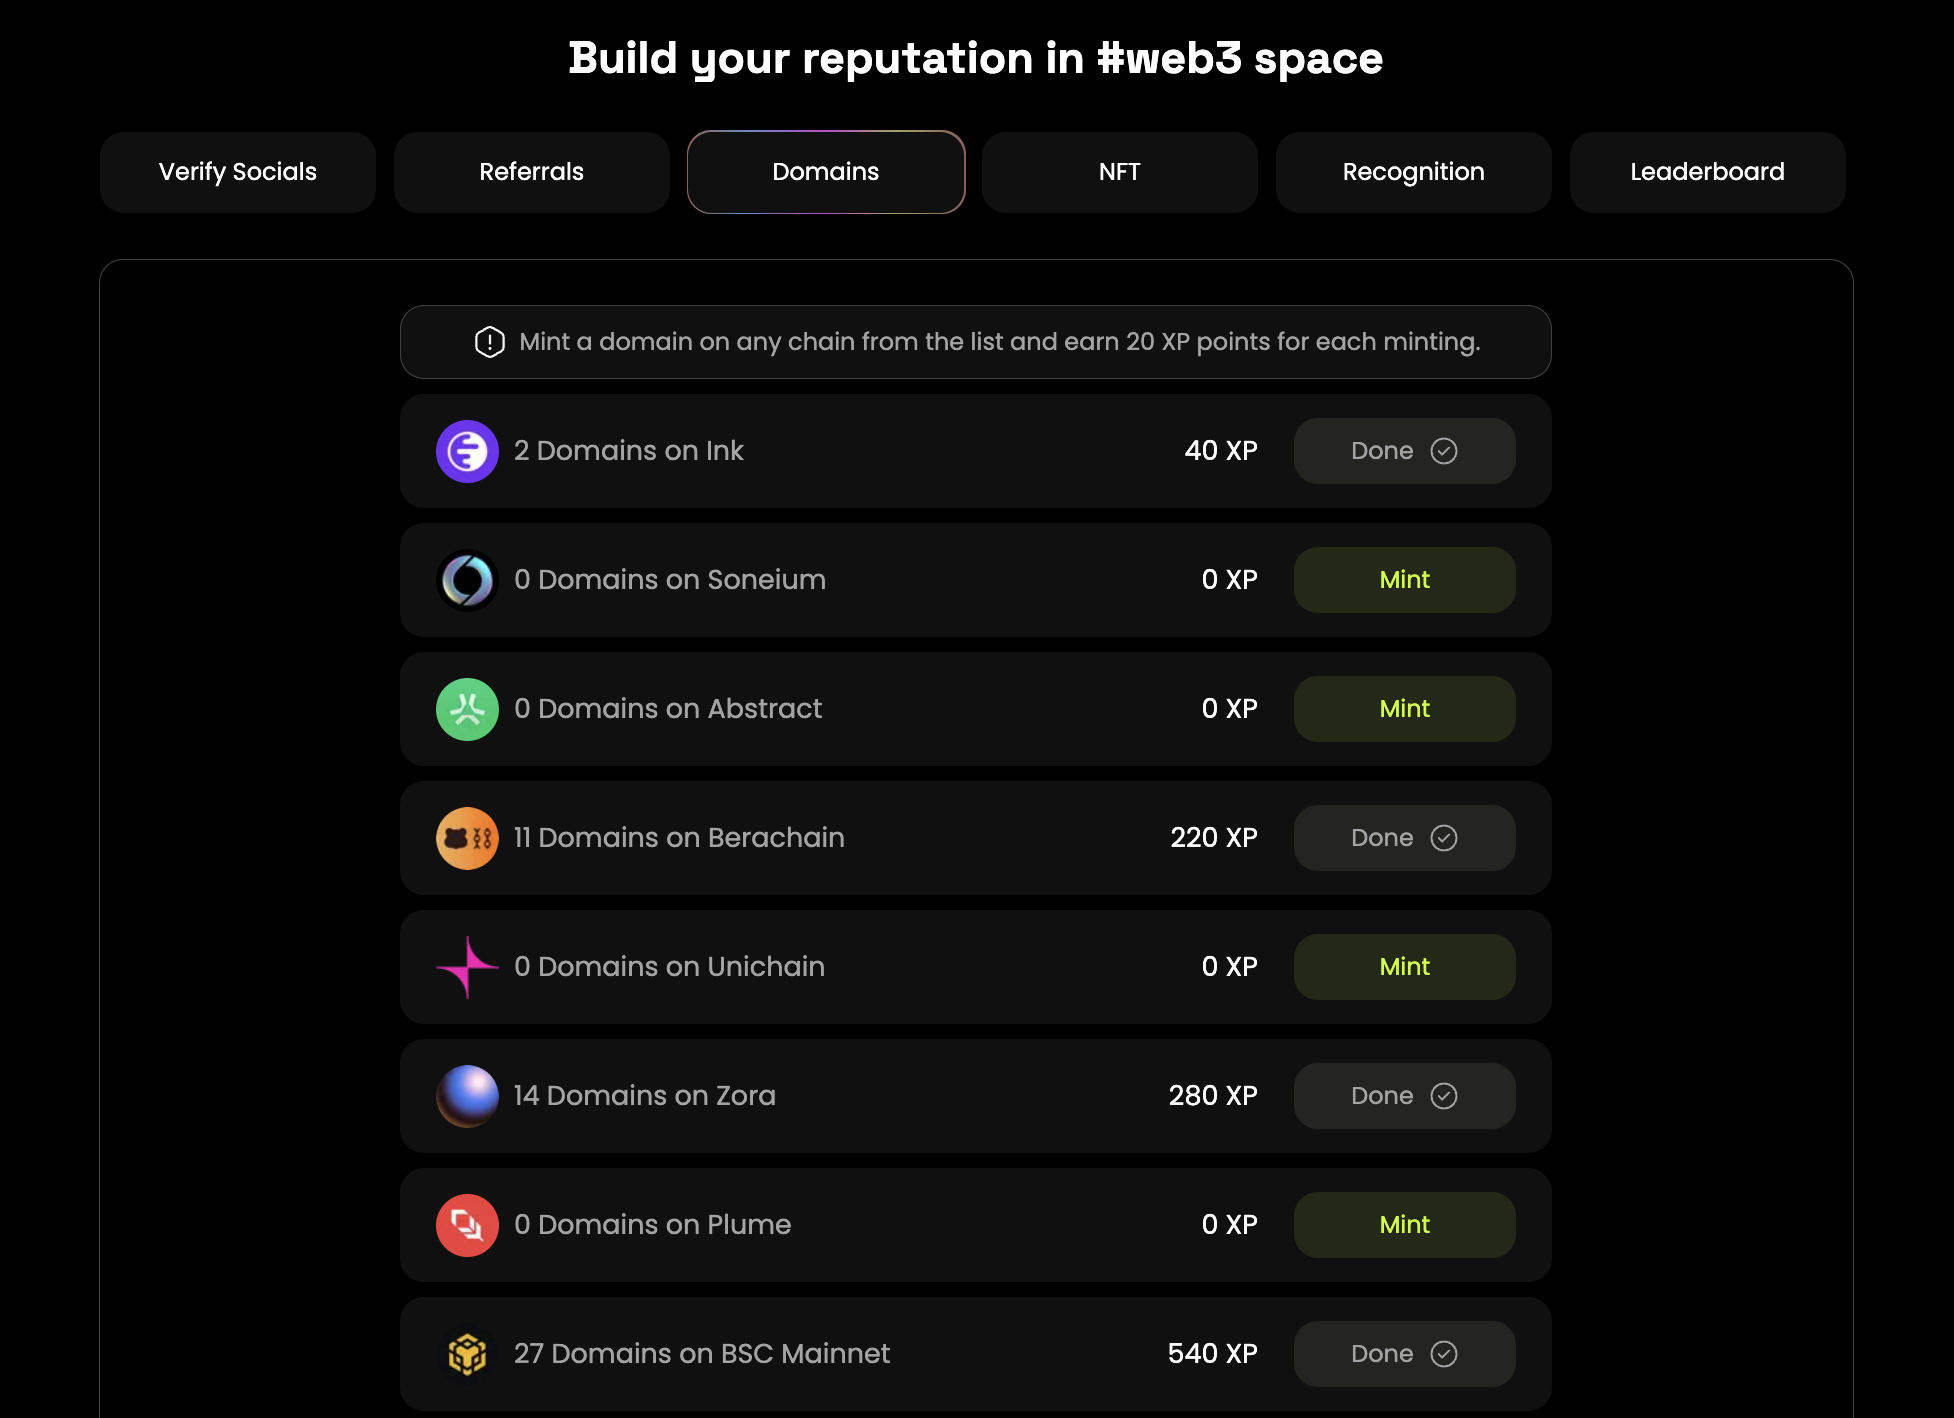 Build your reputation in #web3 space
Verify Socials
Referrals
Domains
NFT
Recognition
Leaderboard
Mint a domain on any chain from the list and earn 20 XP points for each minting.
2 Domains on Ink 40 XP Done
0 Domains on Soneium 0 XP Mint
0 Domains on Abstract 0 XP Mint
11 Domains on Berachain 220 XP Done
0 Domains on Unichain 0 XP Mint
14 Domains on Zora 280 XP Done
0 Domains on Plume 0 XP Mint
27 Domains on BSC Mainnet 540 XP Done